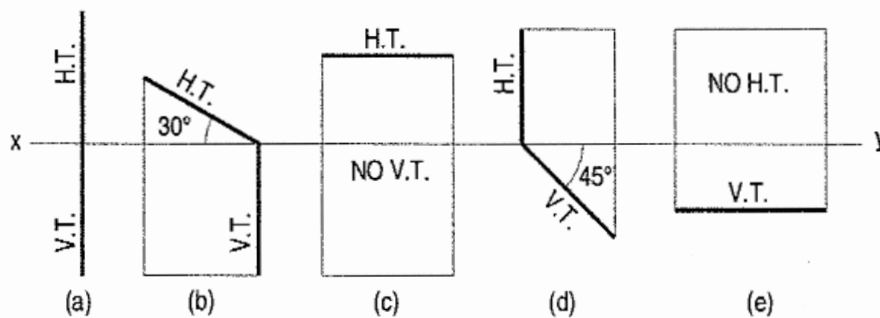 H.T.
V.T.
(a)
H.T.
30°
V.T.
(b)
H.T.
NO V.T.
(c)
H.T.
45°
V.T.
(d)
NO H.T.
V.T.
(e)
x
y